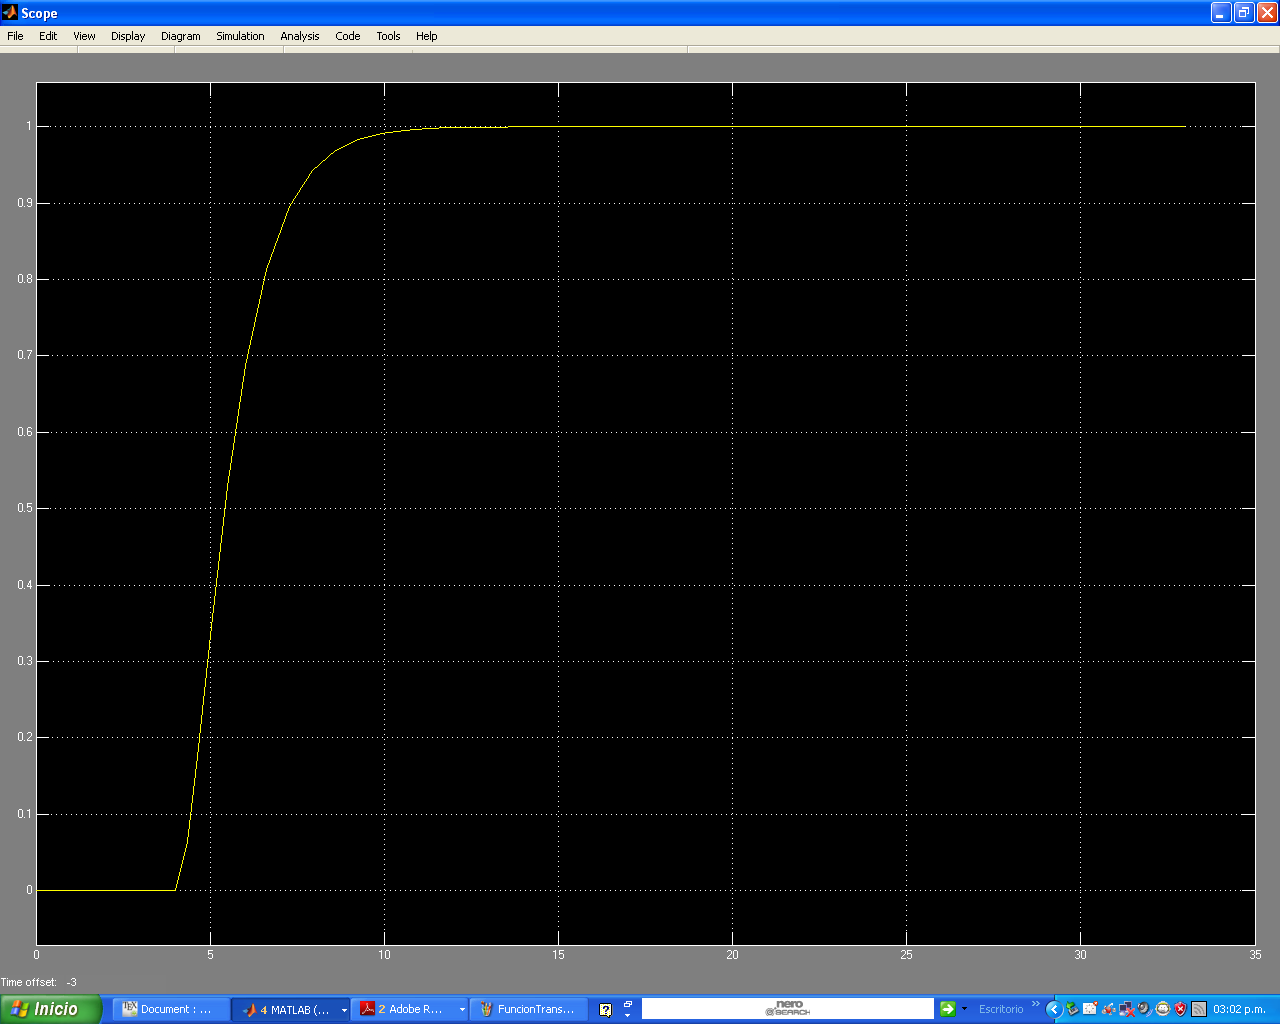 Scope
File Edit View Display Diagram Simulation Analysis Code Tools Help
1
0.9
0.8
0.7
0.6
0.5
0.4
0.3
0.2
0.1
0
0 5 10 15 20 25 30 35
Time offset: -3
Inicio Document : ... 4 MATLAB (... 2 Adobe R... FuncionTrans... ? nero SEARCH Escritorio » 03:02 p.m.